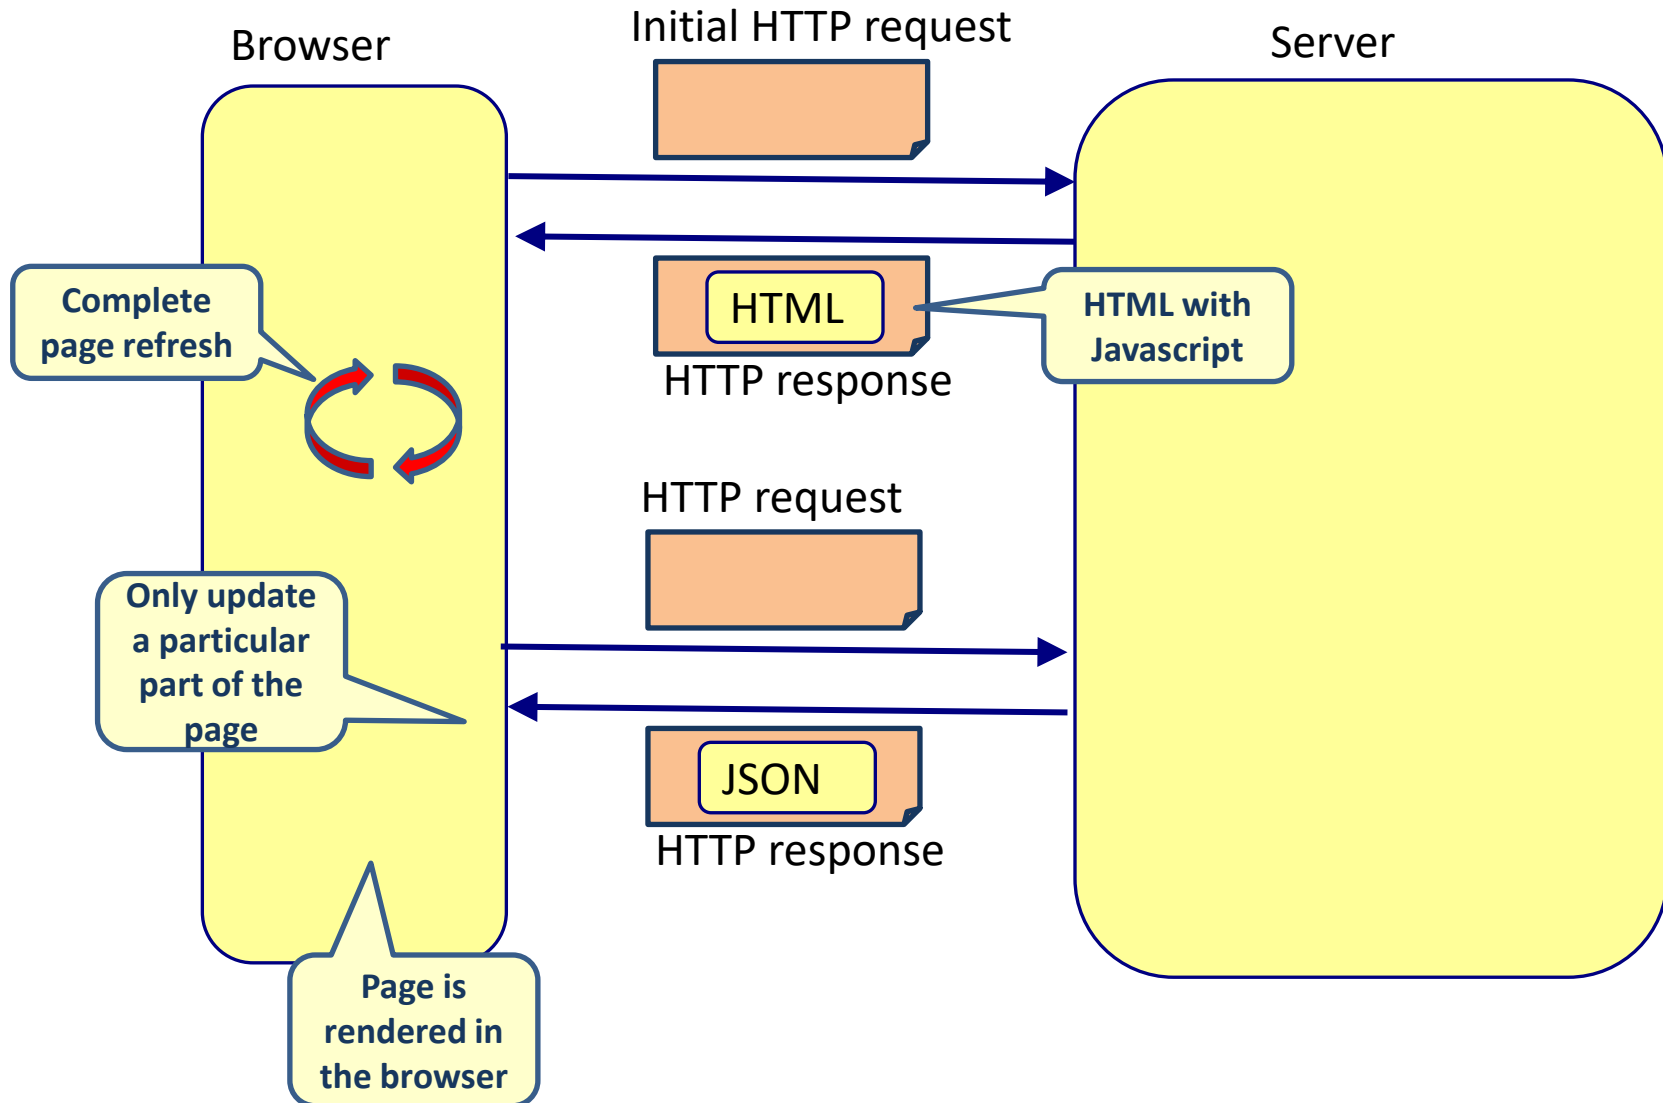 Initial HTTP request
Browser
Server
Complete
page refresh
HTML
HTML with
Javascript
HTTP response
HTTP request
Only update
a particular
part of the
page
JSON
HTTP response
Page is
rendered in
the browser